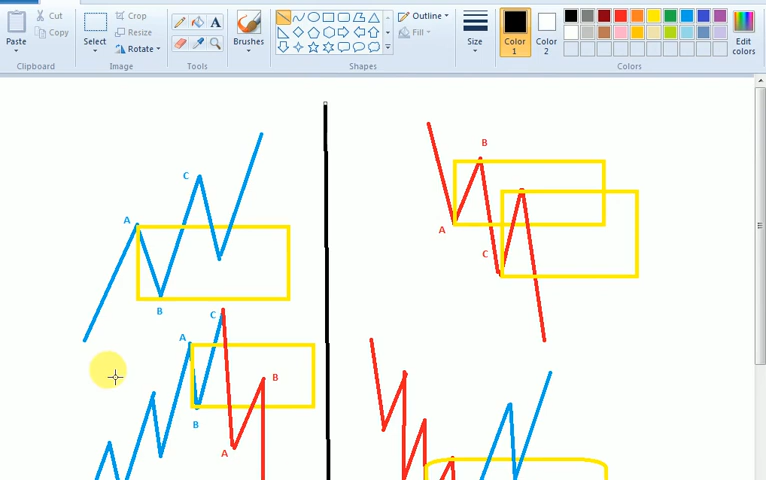 Paste
Cut
Copy
Clipboard
Select
Crop
Resize
Rotate
Image
A
Tools
Brushes
Outline
Fill
Shapes
Size
Color
1
Color
2
Edit
colors
Colors
A
C
B
B
A
C
A
C
B
B
A